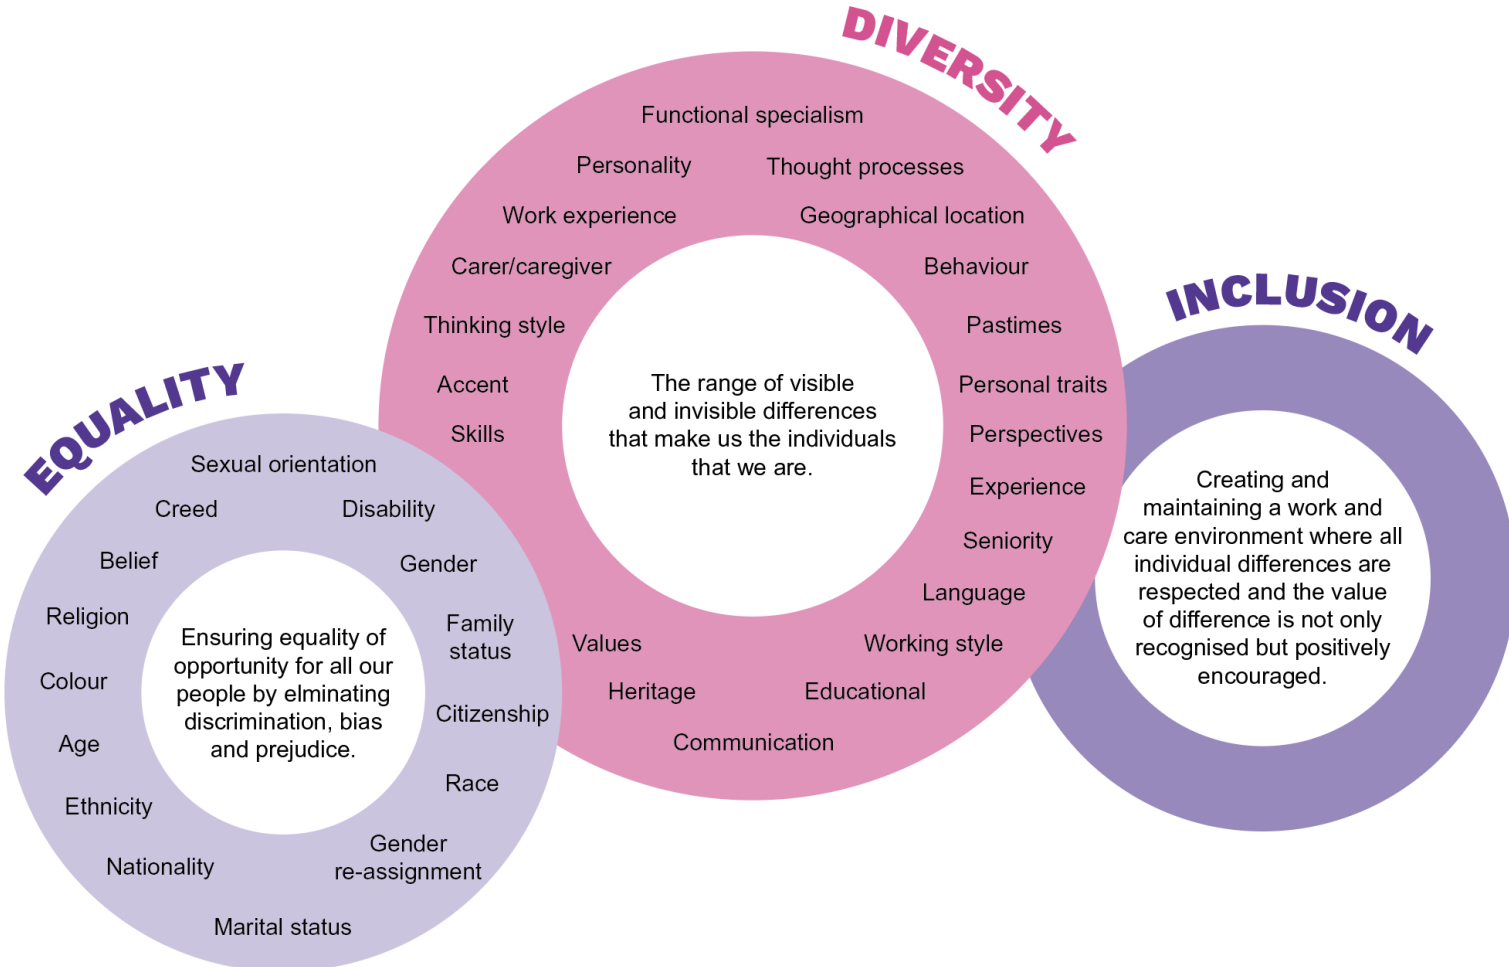 DIVERSITY
Functional specialism
Personality
Thought processes
Work experience
Geographical location
Carer/caregiver
Behaviour
Thinking style
Pastimes
Accent
Personal traits
Skills
Perspectives
Experience
Seniority
Language
Values
Working style
Heritage
Educational
Communication
The range of visible
and invisible differences
that make us the individuals
that we are.
EQUALITY
Sexual orientation
Creed
Disability
Belief
Gender
Religion
Family
status
Colour
Citizenship
Age
Race
Ethnicity
Gender
re-assignment
Nationality
Marital status
Ensuring equality of
opportunity for all our
people by elminating
discrimination, bias
and prejudice.
INCLUSION
Creating and
maintaining a work and
care environment where all
individual differences are
respected and the value
of difference is not only
recognised but positively
encouraged.